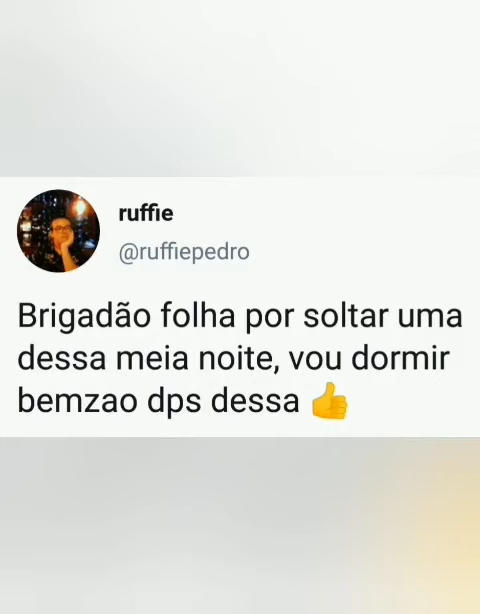 ruffie
@ruffiepedro
Brigadão folha por soltar uma
dessa meia noite, vou dormir
bemzao dps dessa 👍